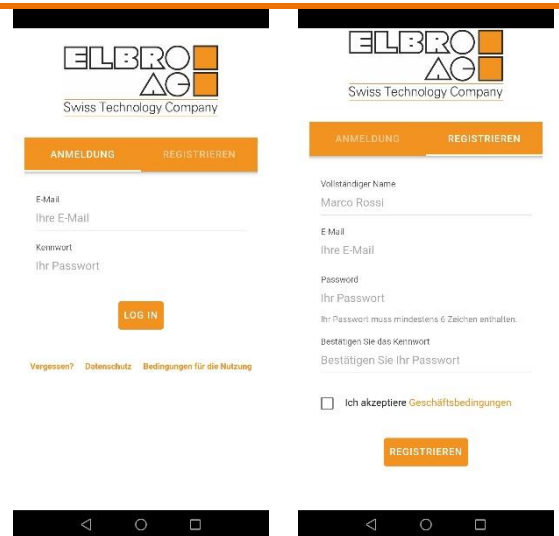 ELBRO
AG
Swiss Technology Company
ANMELDUNG
REGISTRIEREN
E-Mail
Ihre E-Mail
Kennwort
Ihr Passwort
LOG IN
Vergessen? Datenschutz Bedingungen für die Nutzung
ELBRO
AG
Swiss Technology Company
ANMELDUNG
REGISTRIEREN
Vollständiger Name
Marco Rossi
E-Mail
Ihre E-Mail
Password
Ihr Passwort
Ihr Passwort muss mindestens 6 Zeichen enthalten.
Bestätigen Sie das Kennwort
Bestätigen Sie Ihr Passwort
Ich akzeptiere Geschäftsbedingungen
REGISTRIEREN